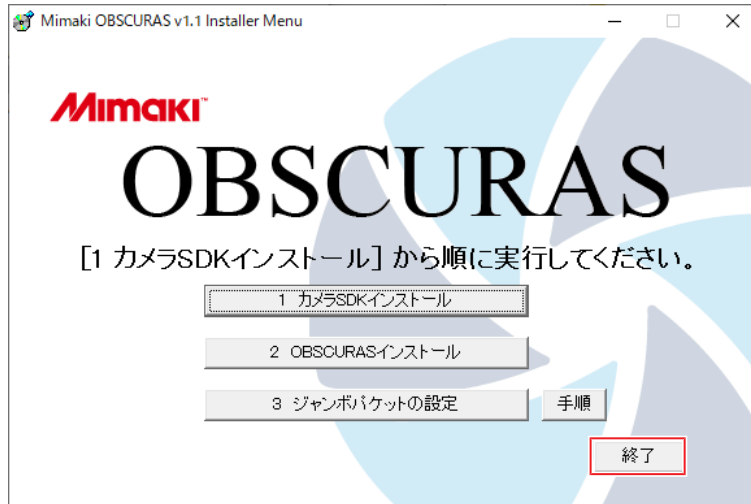 Mimaki OBSCURAS v1.1 Installer Menu
Mimaki™
OBSCURAS
[1 カメラSDKインストール] から順に実行してください。
1 カメラSDKインストール
2 OBSCURASインストール
3 ジャンボパケットの設定 手順
終了